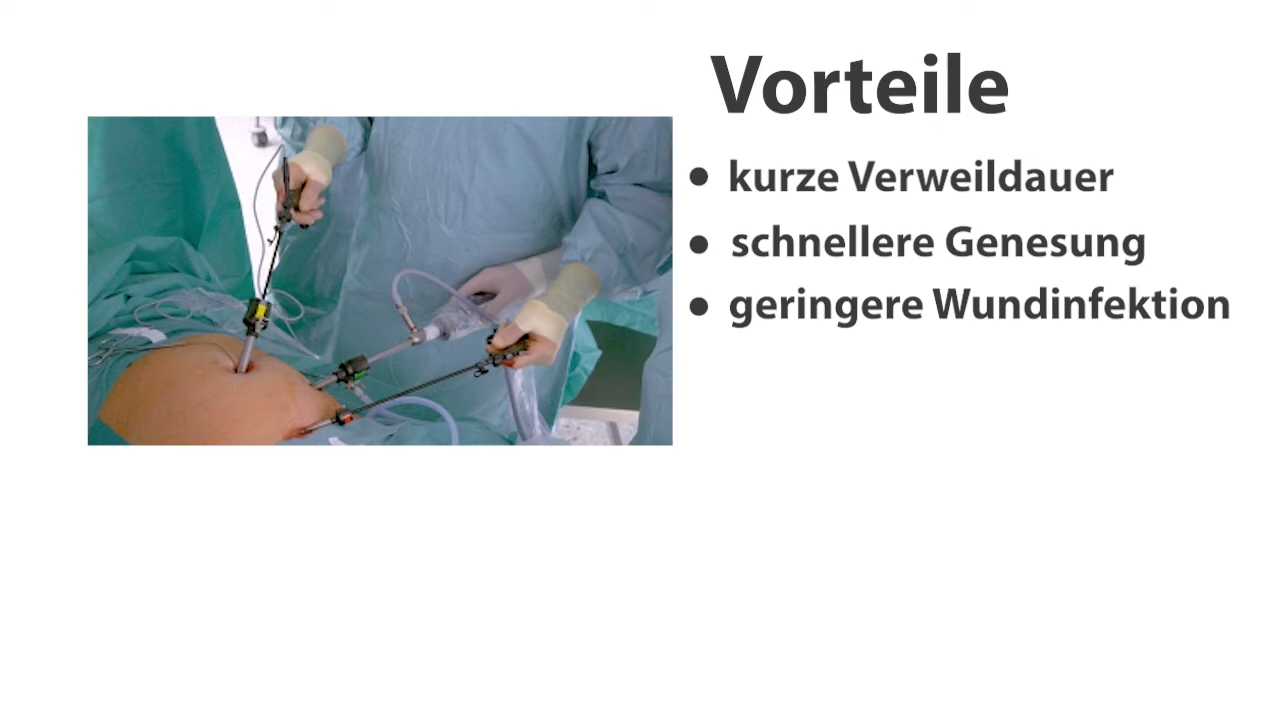 Vorteile
• kurze Verweildauer
• schnellere Genesung
• geringere Wundinfektion